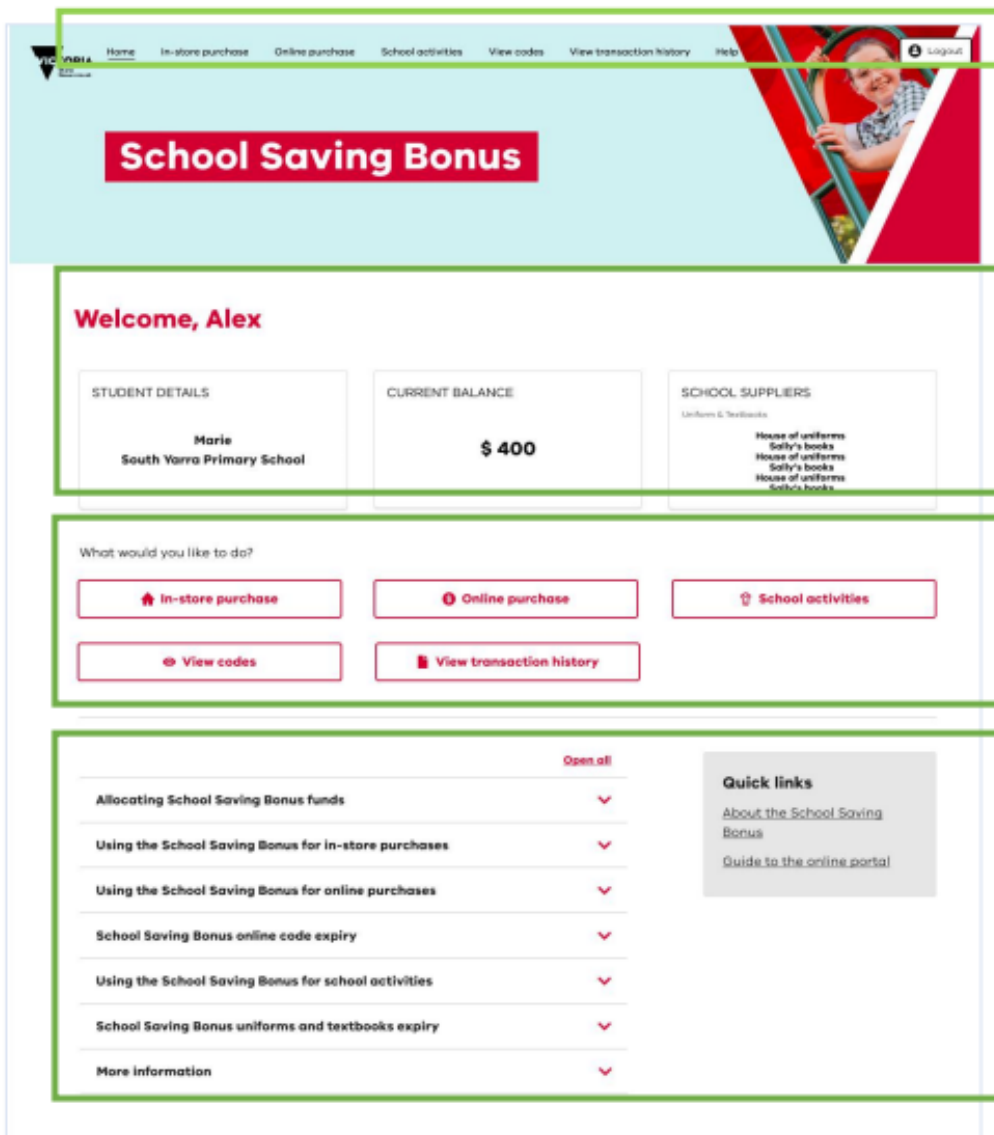 Home In-store purchase Online purchase School activities View codes View transaction history Help Logout
VICTORIA
School Saving Bonus
Welcome, Alex
STUDENT DETAILS
Marie
South Yarra Primary School
CURRENT BALANCE
$ 400
SCHOOL SUPPLIERS
Uniform & Textbooks
House of uniforms
Sally's books
House of uniforms
Sally's books
House of uniforms
Sally's books
What would you like to do?
In-store purchase Online purchase School activities
View codes View transaction history
Open all
Allocating School Saving Bonus funds
Using the School Saving Bonus for in-store purchases
Using the School Saving Bonus for online purchases
School Saving Bonus online code expiry
Using the School Saving Bonus for school activities
School Saving Bonus uniforms and textbooks expiry
More information
Quick links
About the School Saving
Bonus
Guide to the online portal